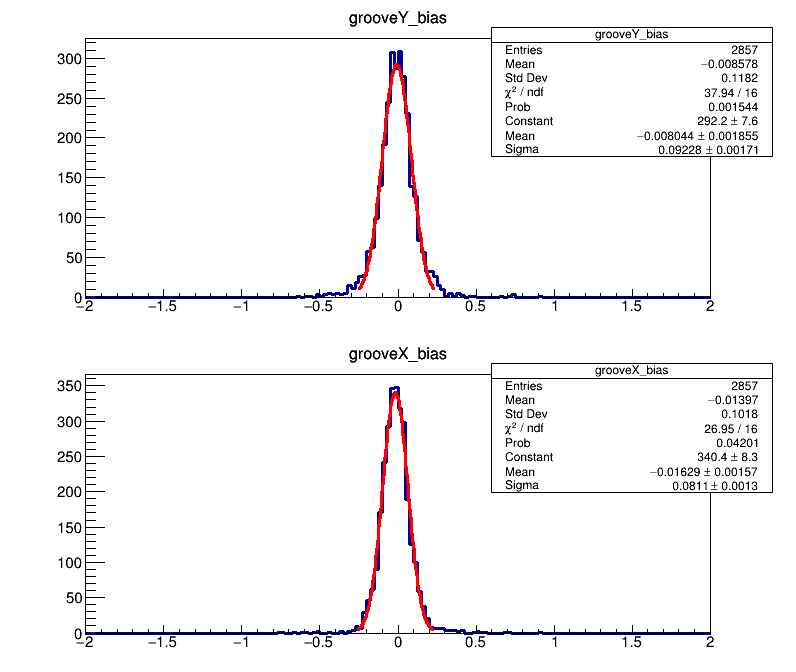 grooveY_bias
grooveY_bias
Entries 2857
Mean −0.008578
Std Dev 0.1182
χ² / ndf 37.94 / 16
Prob 0.001544
Constant 292.2 ± 7.6
Mean −0.008044 ± 0.001855
Sigma 0.09228 ± 0.00171
300
250
200
150
100
50
0
−2 −1.5 −1 −0.5 0 0.5 1 1.5 2
grooveX_bias
grooveX_bias
Entries 2857
Mean −0.01397
Std Dev 0.1018
χ² / ndf 26.95 / 16
Prob 0.04201
Constant 340.4 ± 8.3
Mean −0.01629 ± 0.00157
Sigma 0.0811 ± 0.0013
350
300
250
200
150
100
50
0
−2 −1.5 −1 −0.5 0 0.5 1 1.5 2